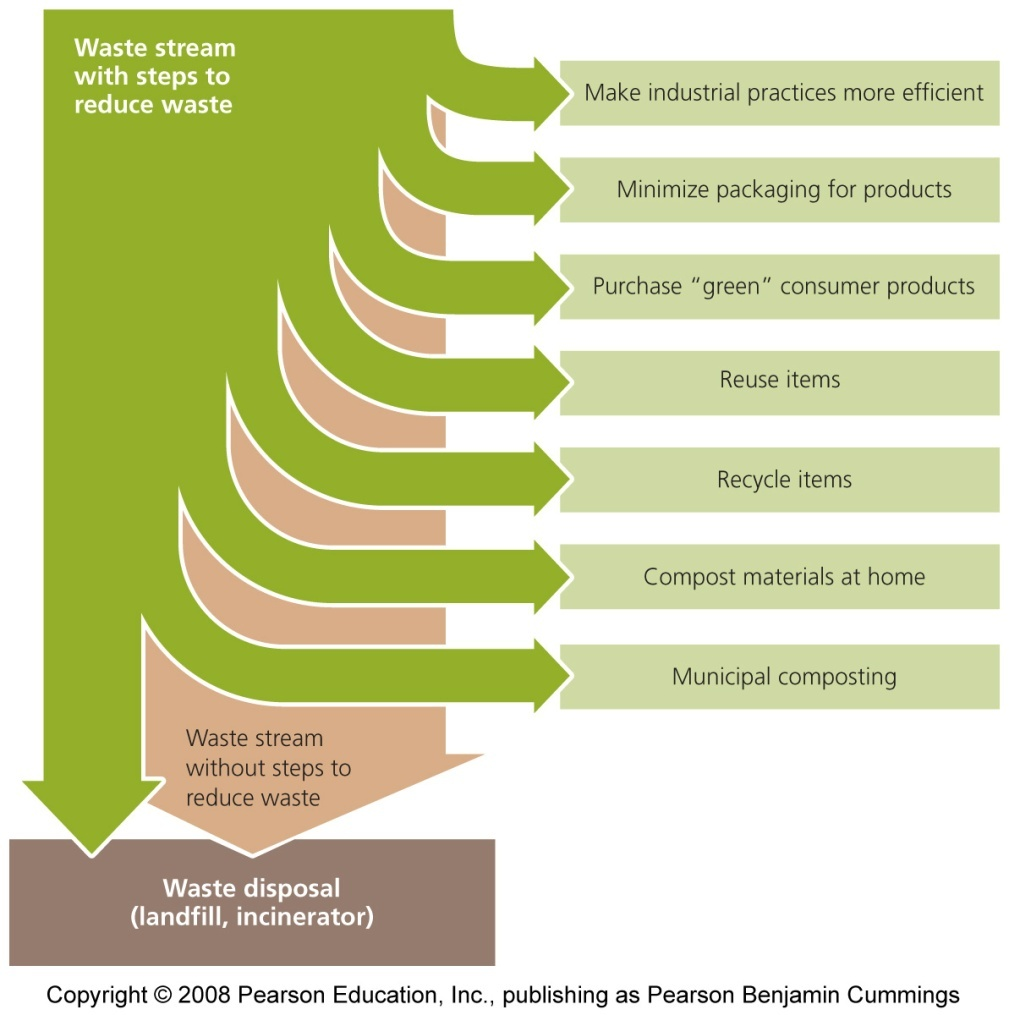 Waste stream
with steps to
reduce waste
Make industrial practices more efficient
Minimize packaging for products
Purchase “green” consumer products
Reuse items
Recycle items
Compost materials at home
Municipal composting
Waste stream
without steps to
reduce waste
Waste disposal
(landfill, incinerator)
Copyright © 2008 Pearson Education, Inc., publishing as Pearson Benjamin Cummings